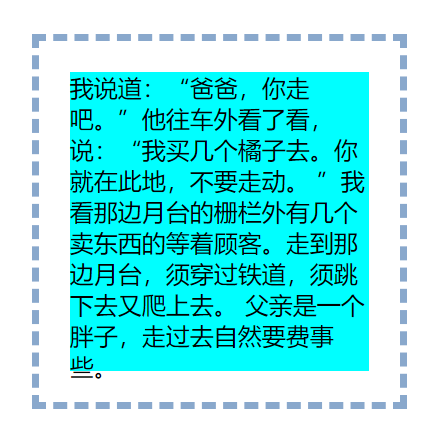 我说道：“爸爸，你走
吧。”他往车外看了看，
说：“我买几个橘子去。你
就在此地，不要走动。 ”我
看那边月台的栅栏外有几个
卖东西的等着顾客。走到那
边月台，须穿过铁道，须跳
下去又爬上去。 父亲是一个
胖子，走过去自然要费事
些。